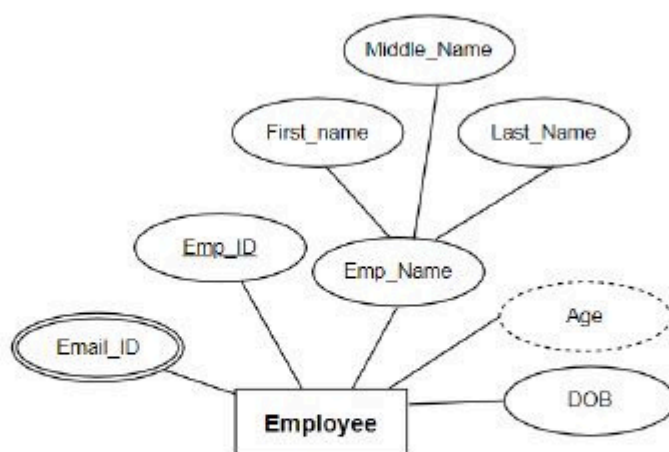 Middle_Name
First_name
Last_Name
Emp_ID
Emp_Name
Age
Email_ID
DOB
Employee